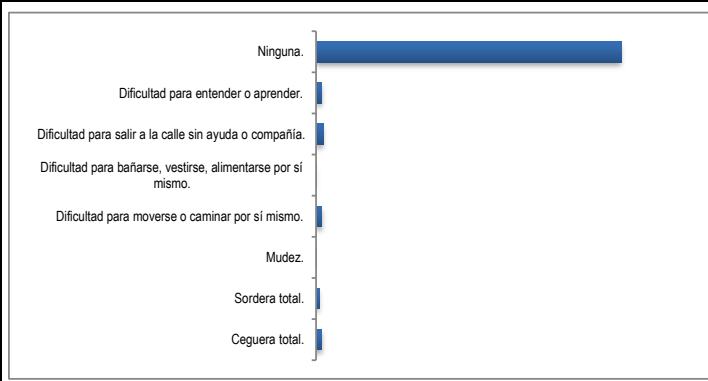 Ninguna.
Dificultad para entender o aprender.
Dificultad para salir a la calle sin ayuda o compañía.
Dificultad para bañarse, vestirse, alimentarse por sí
mismo.
Dificultad para moverse o caminar por sí mismo.
Mudez.
Sordera total.
Ceguera total.